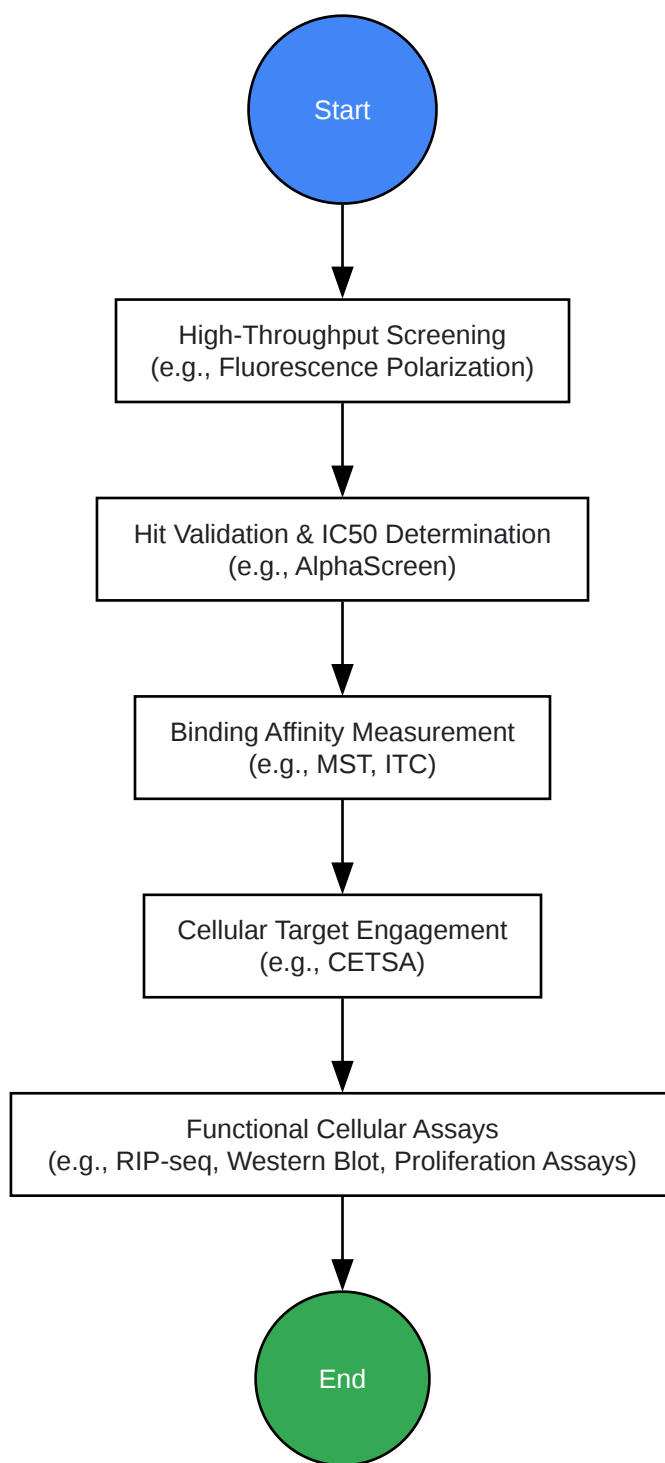 Start
High-Throughput Screening
(e.g., Fluorescence Polarization)
Hit Validation & IC50 Determination
(e.g., AlphaScreen)
Binding Affinity Measurement
(e.g., MST, ITC)
Cellular Target Engagement
(e.g., CETSA)
Functional Cellular Assays
(e.g., RIP-seq, Western Blot, Proliferation Assays)
End